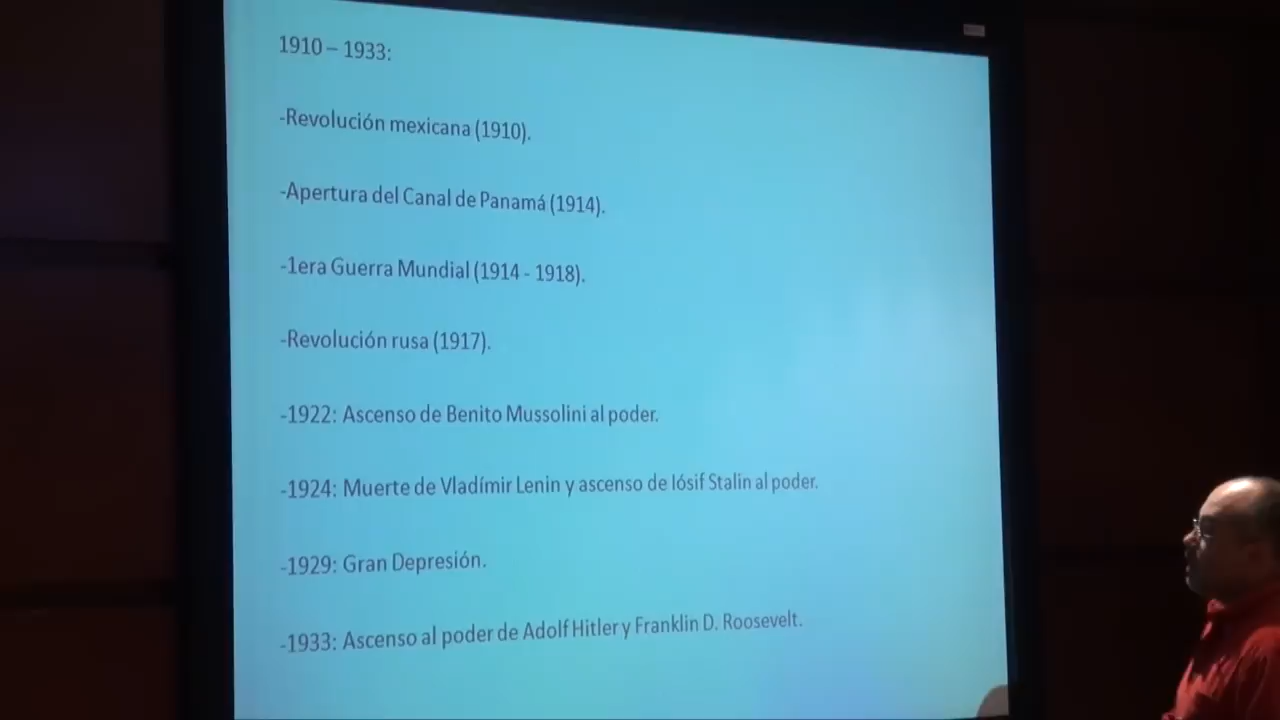 1910 – 1933:
-Revolución mexicana (1910).
-Apertura del Canal de Panamá (1914).
-1era Guerra Mundial (1914 - 1918).
-Revolución rusa (1917).
-1922: Ascenso de Benito Mussolini al poder.
-1924: Muerte de Vladímir Lenin y ascenso de Iósif Stalin al poder.
-1929: Gran Depresión.
-1933: Ascenso al poder de Adolf Hitler y Franklin D. Roosevelt.